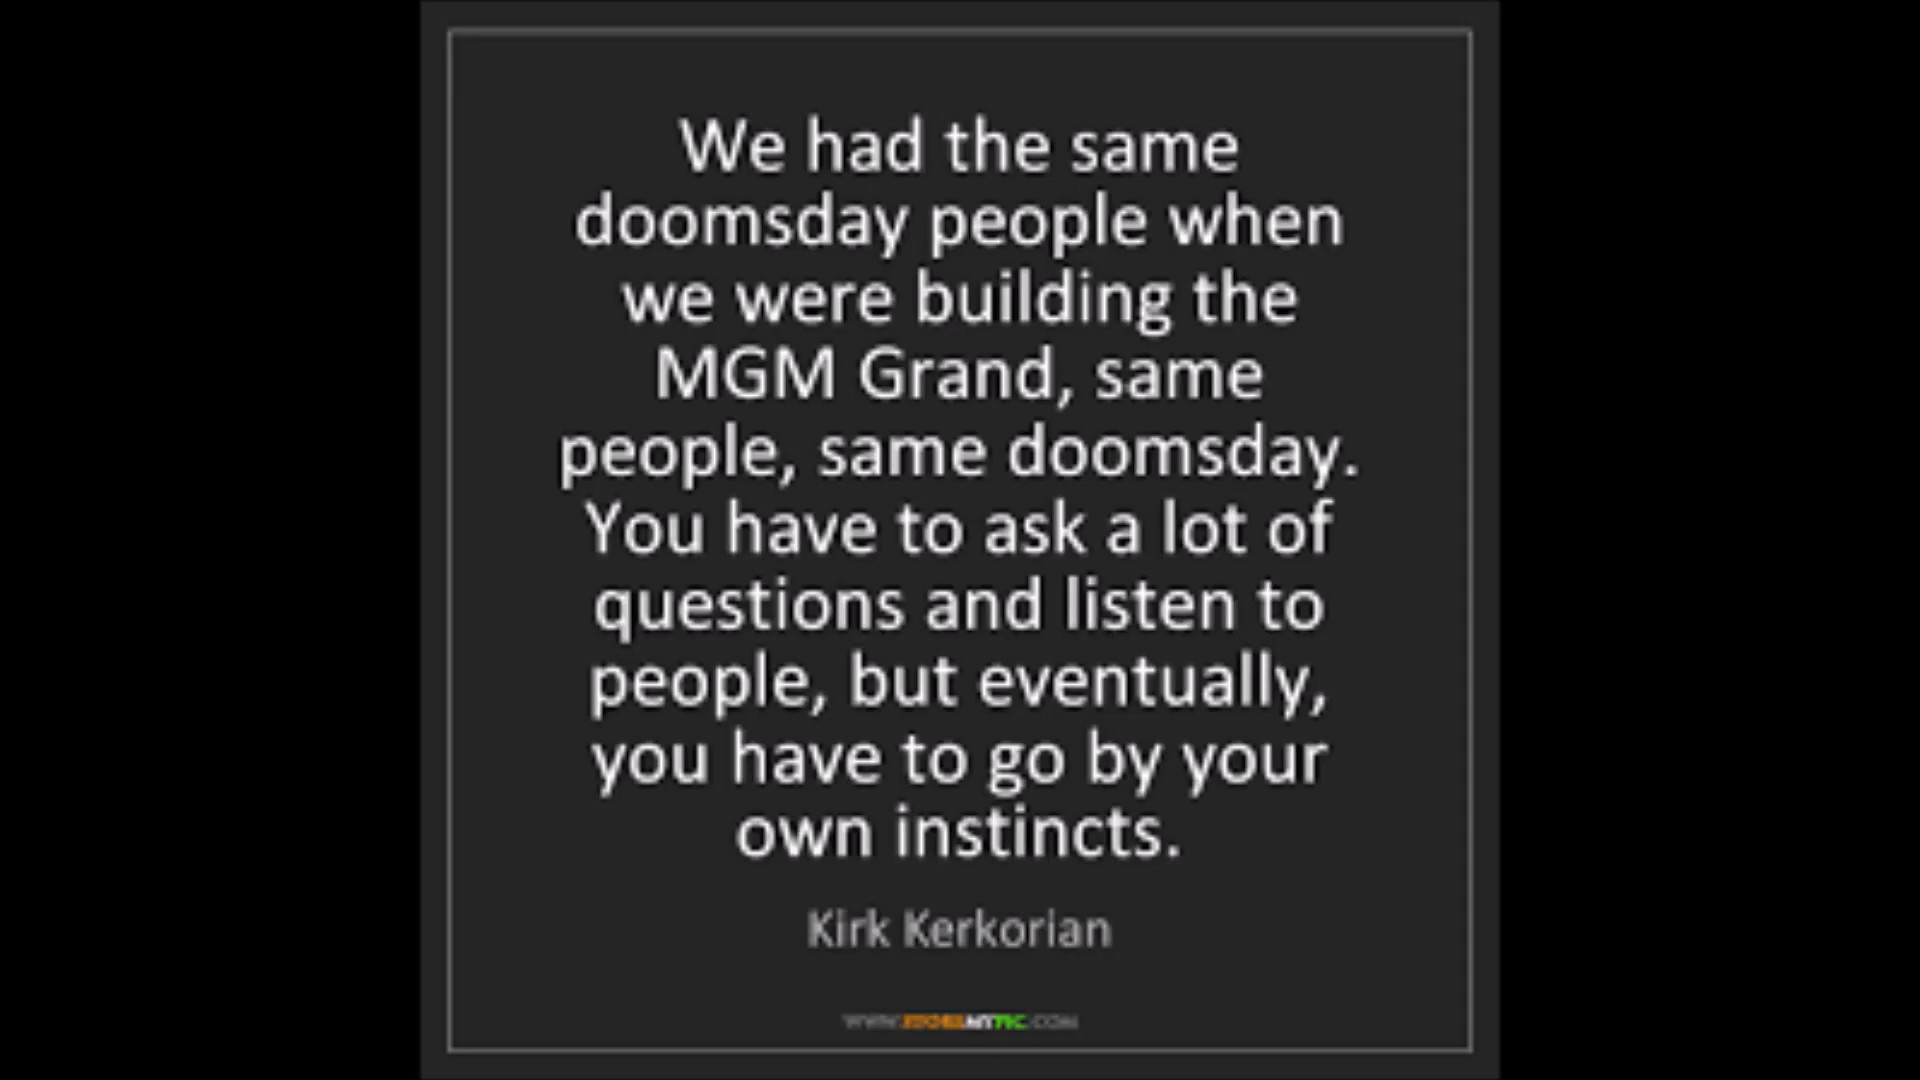 We had the same
doomsday people when
we were building the
MGM Grand, same
people, same doomsday.
You have to ask a lot of
questions and listen to
people, but eventually,
you have to go by your
own instincts.
Kirk Kerkorian